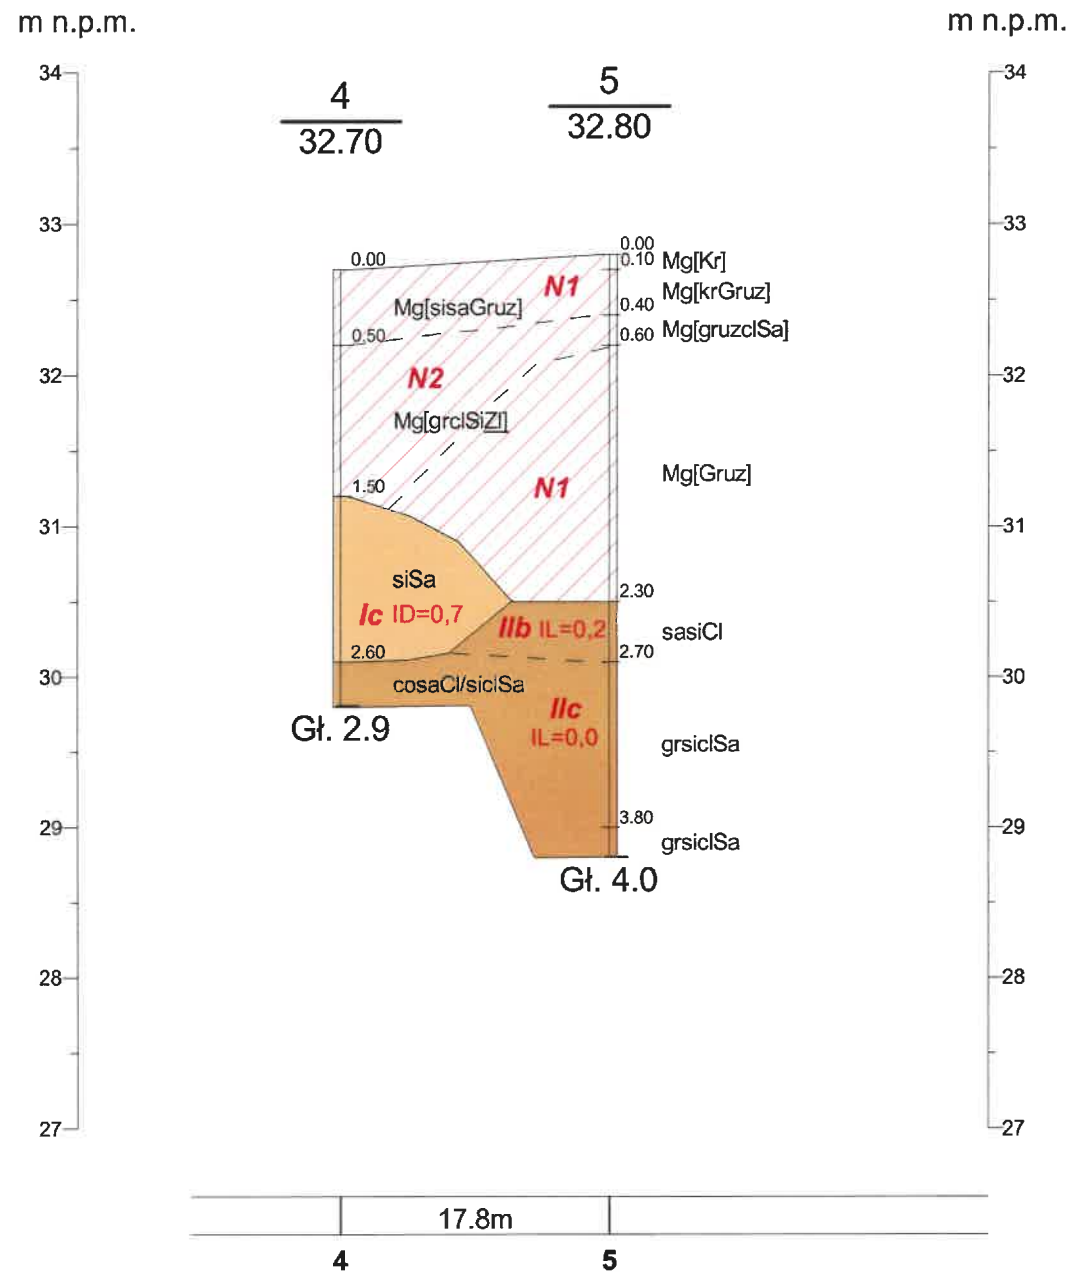 m n.p.m.
m n.p.m.
34
34
4
32.70
5
32.80
33
33
0.00
0.00
0.10
Mg[Kr]
N1
Mg[krGruz]
Mg[sisaGruz]
0.40
Mg[gruzclSa]
0.50
0.60
32
32
N2
Mg[grclSiZl]
Mg[Gruz]
1.50
N1
31
31
siSa
2.30
Ic ID=0,7
IIb IL=0,2
sasiCl
2.60
2.70
30
30
cosaCl/siclSa
IIc
IL=0,0
Gł. 2.9
grsiclSa
3.80
29
29
grsiclSa
Gł. 4.0
28
28
27
27
17.8m
4
5